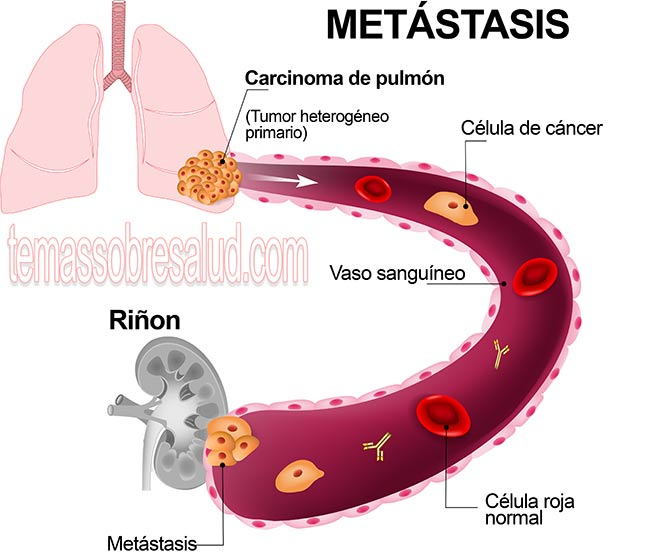 METÁSTASIS
Carcinoma de pulmón
(Tumor heterogéneo
primario)
Célula de cáncer
temassobresalud.com
Vaso sanguíneo
Riñon
Célula roja
normal
Metástasis